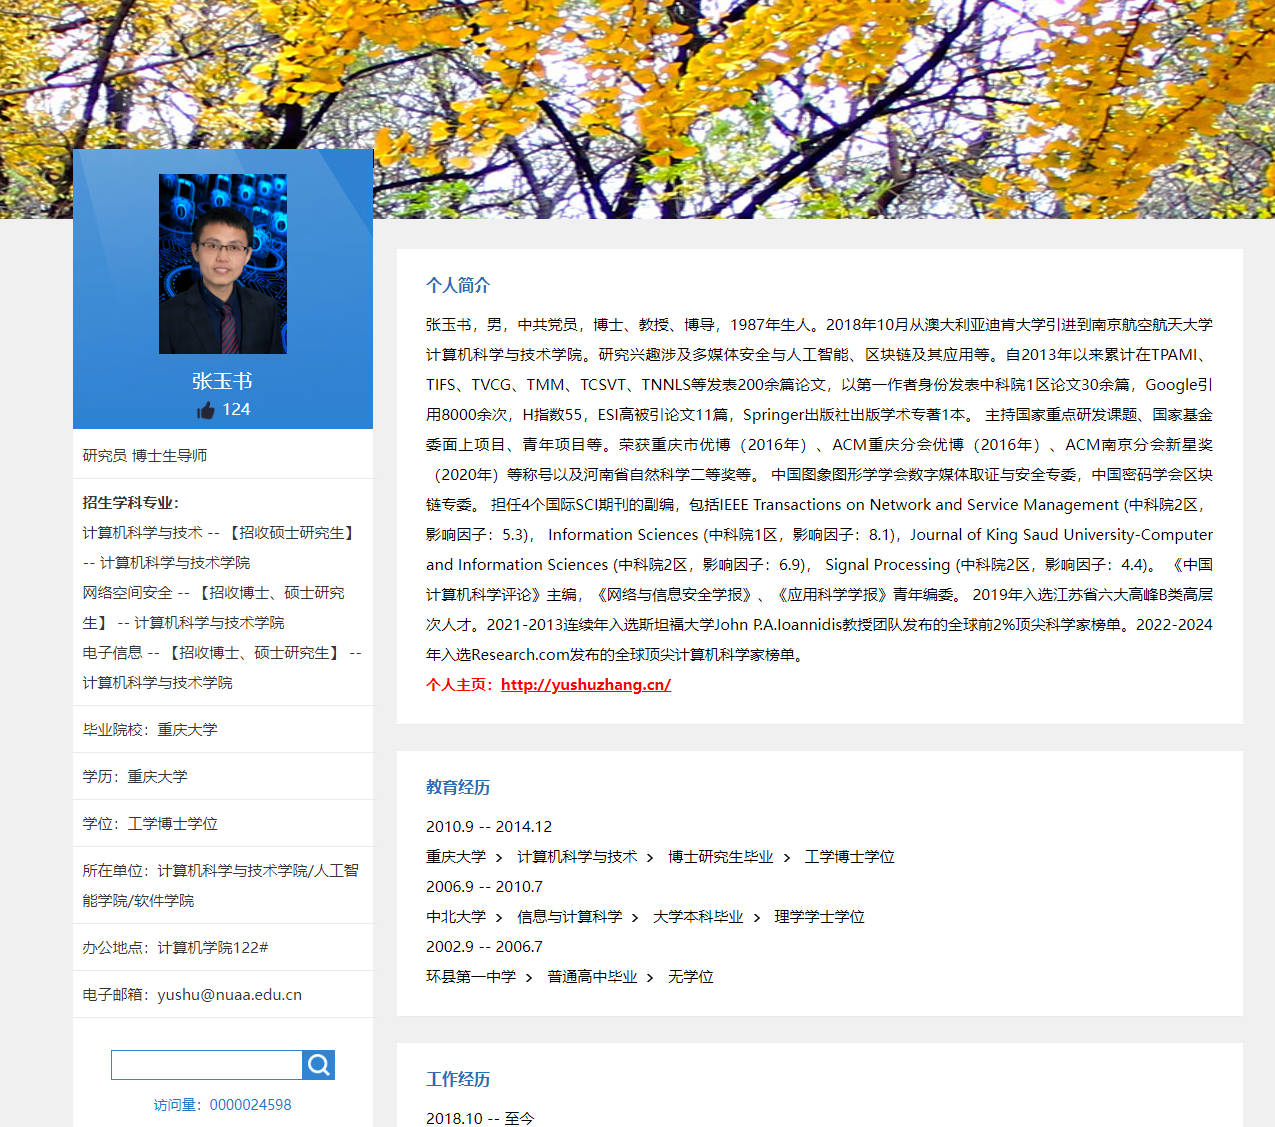 张玉书
124
研究员 博士生导师
招生学科专业：
计算机科学与技术 -- 【招收硕士研究生】
-- 计算机科学与技术学院
网络空间安全 -- 【招收博士、硕士研究
生】 -- 计算机科学与技术学院
电子信息 -- 【招收博士、硕士研究生】 --
计算机科学与技术学院
毕业院校：重庆大学
学历：重庆大学
学位：工学博士学位
所在单位：计算机科学与技术学院/人工智
能学院/软件学院
办公地点：计算机学院122#
电子邮箱：yushu@nuaa.edu.cn
访问量：0000024598
个人简介
张玉书，男，中共党员，博士、教授、博导，1987年生人。2018年10月从澳大利亚迪肯大学引进到南京航空航天大学
计算机科学与技术学院。研究兴趣涉及多媒体安全与人工智能、区块链及其应用等。自2013年以来累计在TPAMI、
TIFS、TVCG、TMM、TCSVT、TNNLS等发表200余篇论文，以第一作者身份发表中科院1区论文30余篇，Google引
用8000余次，H指数55，ESI高被引论文11篇，Springer出版社出版学术专著1本。 主持国家重点研发课题、国家基金
委面上项目、青年项目等。荣获重庆市优博（2016年）、ACM重庆分会优博（2016年）、ACM南京分会新星奖
（2020年）等称号以及河南省自然科学二等奖等。 中国图象图形学学会数字媒体取证与安全专委，中国密码学会区块
链专委。 担任4个国际SCI期刊的副编，包括IEEE Transactions on Network and Service Management (中科院2区，
影响因子：5.3)， Information Sciences (中科院1区，影响因子：8.1)，Journal of King Saud University-Computer
and Information Sciences (中科院2区，影响因子：6.9)， Signal Processing (中科院2区，影响因子：4.4)。 《中国
计算机科学评论》主编，《网络与信息安全学报》、《应用科学学报》青年编委。 2019年入选江苏省六大高峰B类高层
次人才。2021-2013连续年入选斯坦福大学John P.A.Ioannidis教授团队发布的全球前2%顶尖科学家榜单。2022-2024
年入选Research.com发布的全球顶尖计算机科学家榜单。
个人主页：http://yushuzhang.cn/
教育经历
2010.9 -- 2014.12
重庆大学 > 计算机科学与技术 > 博士研究生毕业 > 工学博士学位
2006.9 -- 2010.7
中北大学 > 信息与计算科学 > 大学本科毕业 > 理学学士学位
2002.9 -- 2006.7
环县第一中学 > 普通高中毕业 > 无学位
工作经历
2018.10 -- 至今